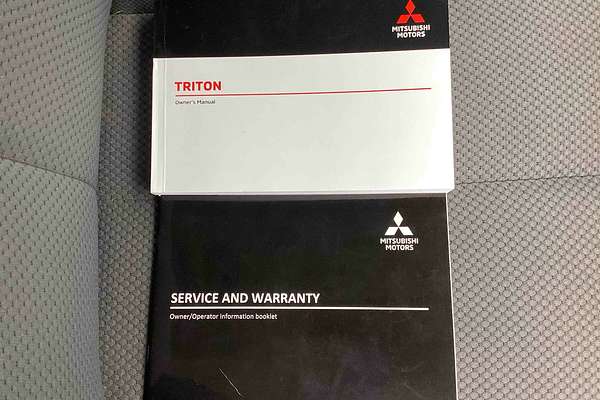 MITSUBISHI
MOTORS
TRITON
Owner's Manual
MITSUBISHI
MOTORS
SERVICE AND WARRANTY
Owner/Operator information booklet